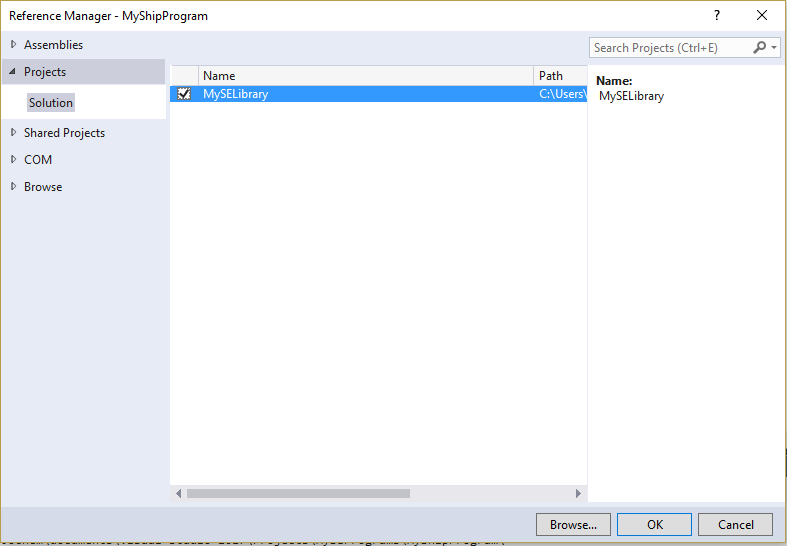 Reference Manager - MyShipProgram
?
Assemblies
Search Projects (Ctrl+E)
Projects
Name Path
Name:
MySELibrary C:\Users\
MySELibrary
Solution
Shared Projects
COM
Browse
Browse... OK Cancel